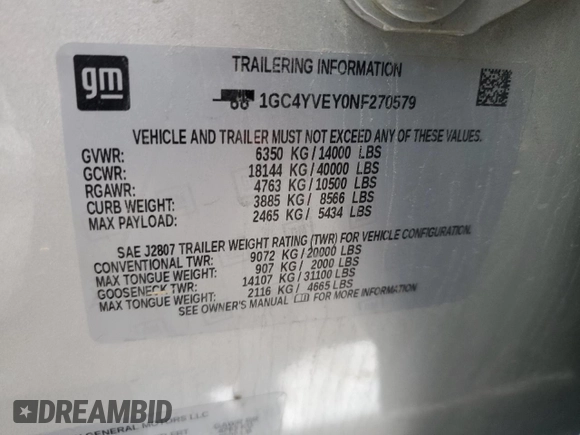 gm
TRAILERING INFORMATION
1GC4YVEY0NF270579
VEHICLE AND TRAILER MUST NOT EXCEED ANY OF THESE VALUES.
GVWR: 6350 KG/14000 LBS
GCWR: 18144 KG/40000 LBS
RGAWR: 4763 KG/10500 LBS
CURB WEIGHT: 3885 KG/ 8566 LBS
MAX PAYLOAD: 2465 KG/ 5434 LBS
SAE J2807 TRAILER WEIGHT RATING (TWR) FOR VEHICLE CONFIGURATION.
CONVENTIONAL TWR: 9072 KG/20000 LBS
MAX TONGUE WEIGHT: 907 KG/ 2000 LBS
GOOSENECK TWR: 14107 KG/31100 LBS
MAX TONGUE WEIGHT: 2116 KG/ 4665 LBS
SEE OWNER'S MANUAL FOR MORE INFORMATION
GENERAL MOTORS LLC
DREAMBID